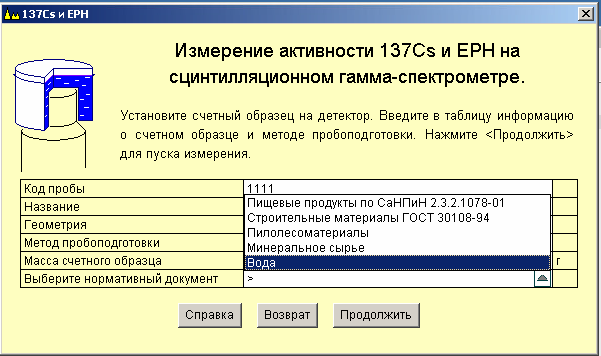 137Cs и ЕРН
Измерение активности 137Cs и ЕРН на
сцинтилляционном гамма-спектрометре.
Установите счетный образец на детектор. Введите в таблицу информацию
о счетном образце и методе пробоподготовки. Нажмите <Продолжить>
для пуска измерения.
Код пробы 1111
Название
Геометрия
Метод пробоподготовки
Масса счетного образца г
Выберите нормативный документ >
Пищевые продукты по СаНПиН 2.3.2.1078-01
Строительные материалы ГОСТ 30108-94
Пилолесоматериалы
Минеральное сырье
Вода
Справка Возврат Продолжить